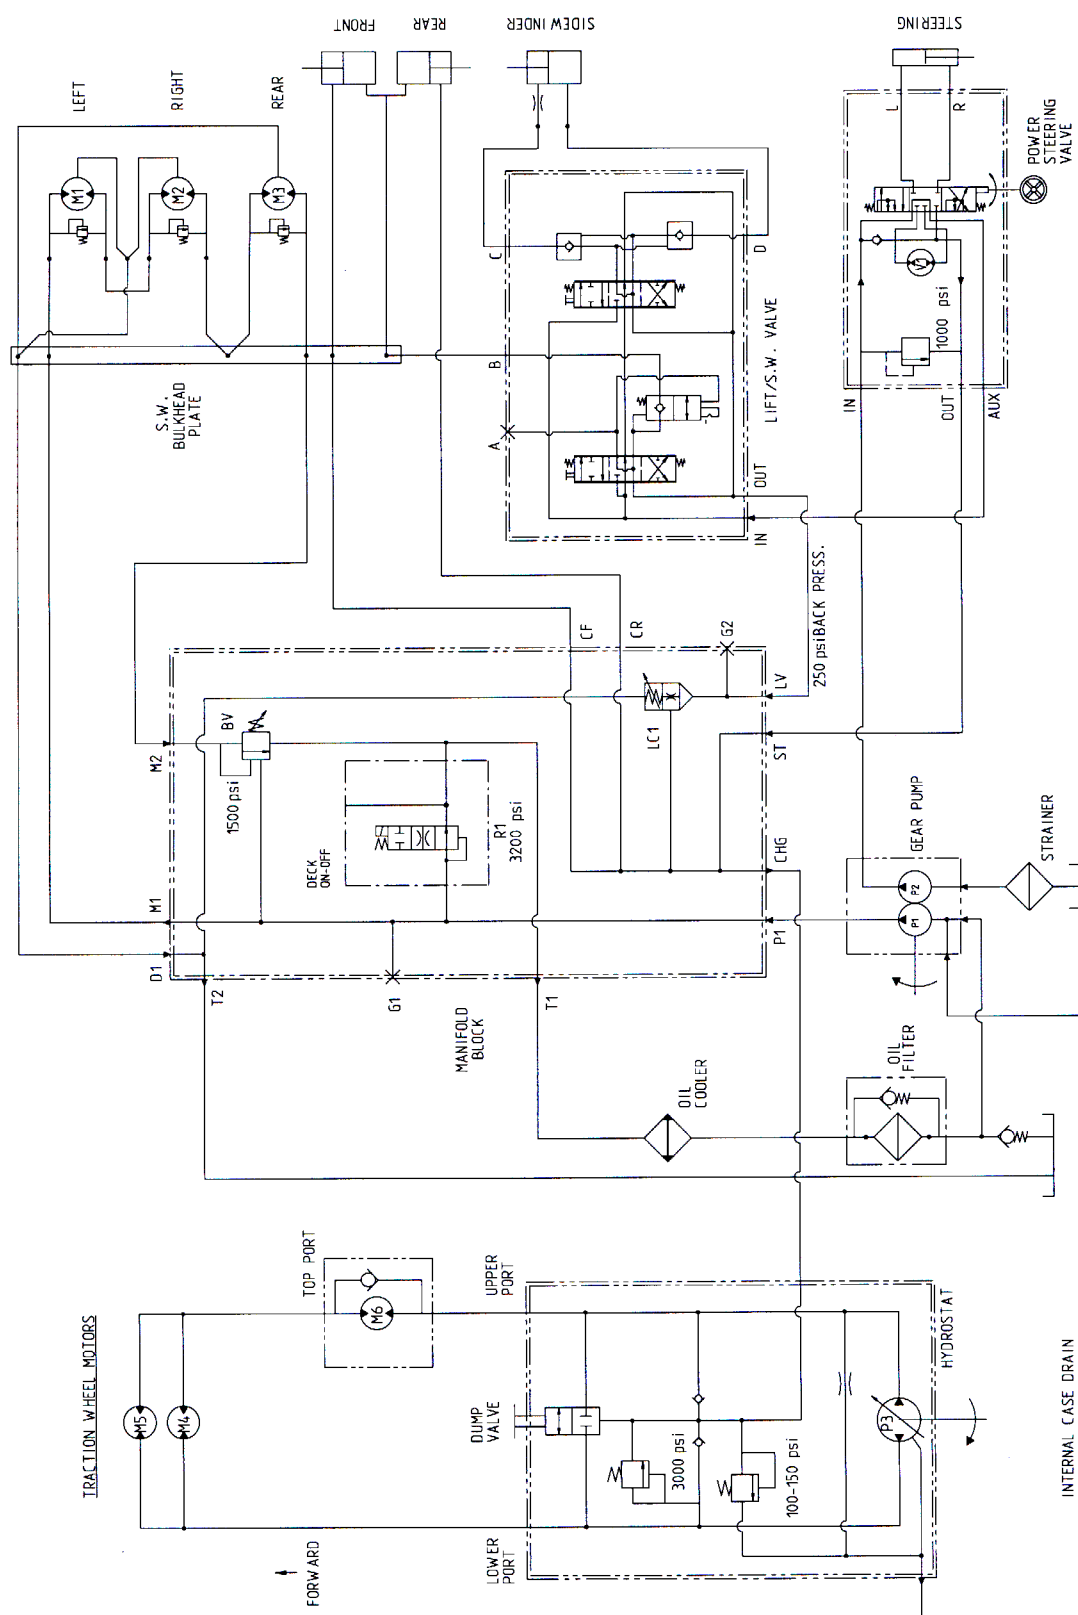 FRONT
REAR
SIDEWINDER
STEERING
LEFT
RIGHT
REAR
M1
M2
M3
S.W.
BULKHEAD
PLATE
A
B
C
D
IN
OUT
LIFT/S.W. VALVE
L
R
POWER
STEERING
VALVE
V1
1000 psi
IN
OUT
AUX
250 psi BACK PRESS.
M2
BV
1500 psi
M1
D1
T2
DECK
ON-OFF
R1
3200 psi
CF
CR
LC1
G2
LV
ST
CHG
P1
G1
T1
MANIFOLD
BLOCK
GEAR PUMP
P1
P2
STRAINER
OIL
COOLER
OIL
FILTER
TRACTION WHEEL MOTORS
M5
M4
M6
TOP PORT
UPPER
PORT
LOWER
PORT
FORWARD
DUMP
VALVE
3000 psi
100-150 psi
P3
HYDROSTAT
INTERNAL CASE DRAIN